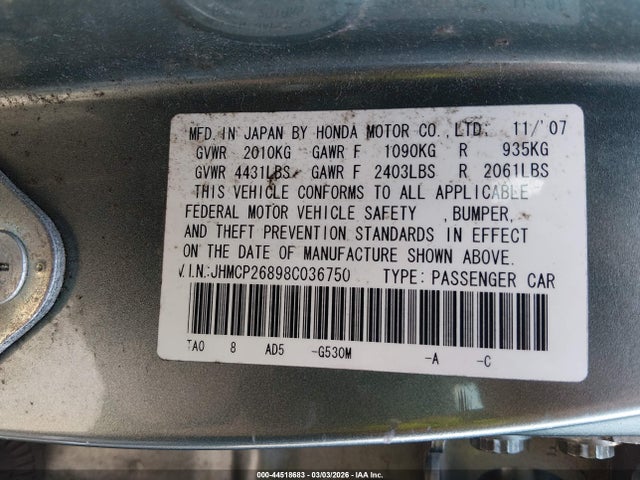 MFD. IN JAPAN BY HONDA MOTOR CO., LTD. 11/'07
GVWR 2010KG GAWR F 1090KG R 935KG
GVWR 4431LBS GAWR F 2403LBS R 2061LBS
THIS VEHICLE CONFORMS TO ALL APPLICABLE
FEDERAL MOTOR VEHICLE SAFETY ,BUMPER,
AND THEFT PREVENTION STANDARDS IN EFFECT
ON THE DATE OF MANUFACTURE SHOWN ABOVE.
V.I.N.:JHMCP26898C036750 TYPE: PASSENGER CAR
TA0 8 AD5 -G530M -A -C
000-44518683 - 03/03/2026 - IAA Inc.